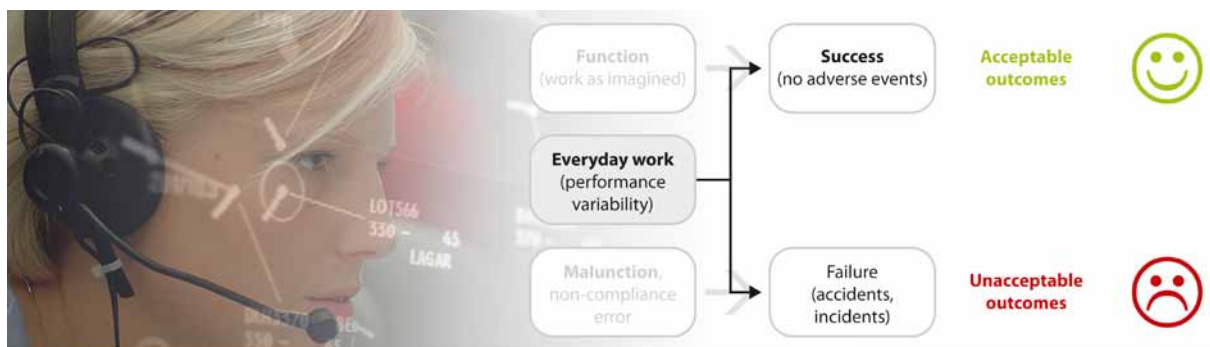 Function
(work as imagined)
Success
(no adverse events)
Acceptable
outcomes
Everyday work
(performance
variability)
LOT566
330 - 45
LAGAR
Malunction,
non-compliance
error
Failure
(accidents,
incidents)
Unacceptable
outcomes